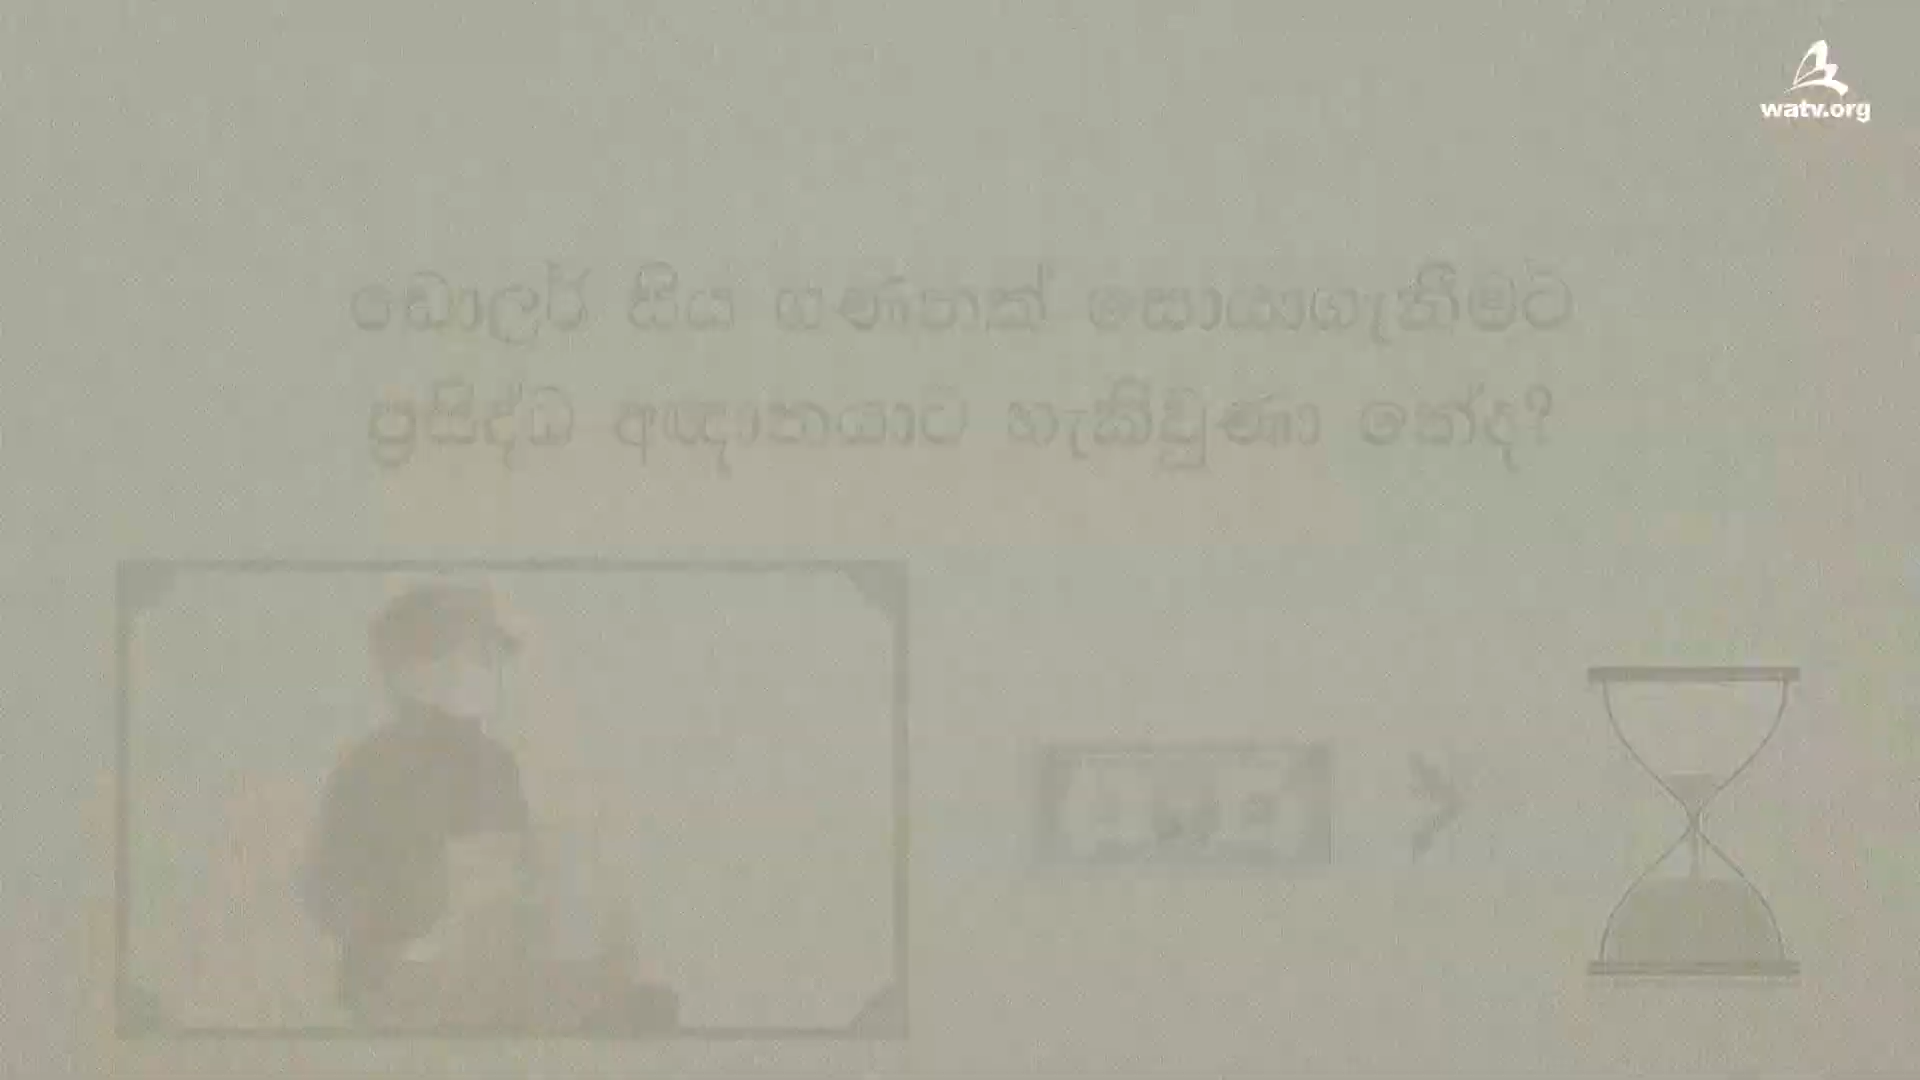 watv.org
ඩොලර් සිය ගණනක් සොයාගැනීමට
ප්‍රසිද්ධ අඥානයාට හැකිවුණා නේද?